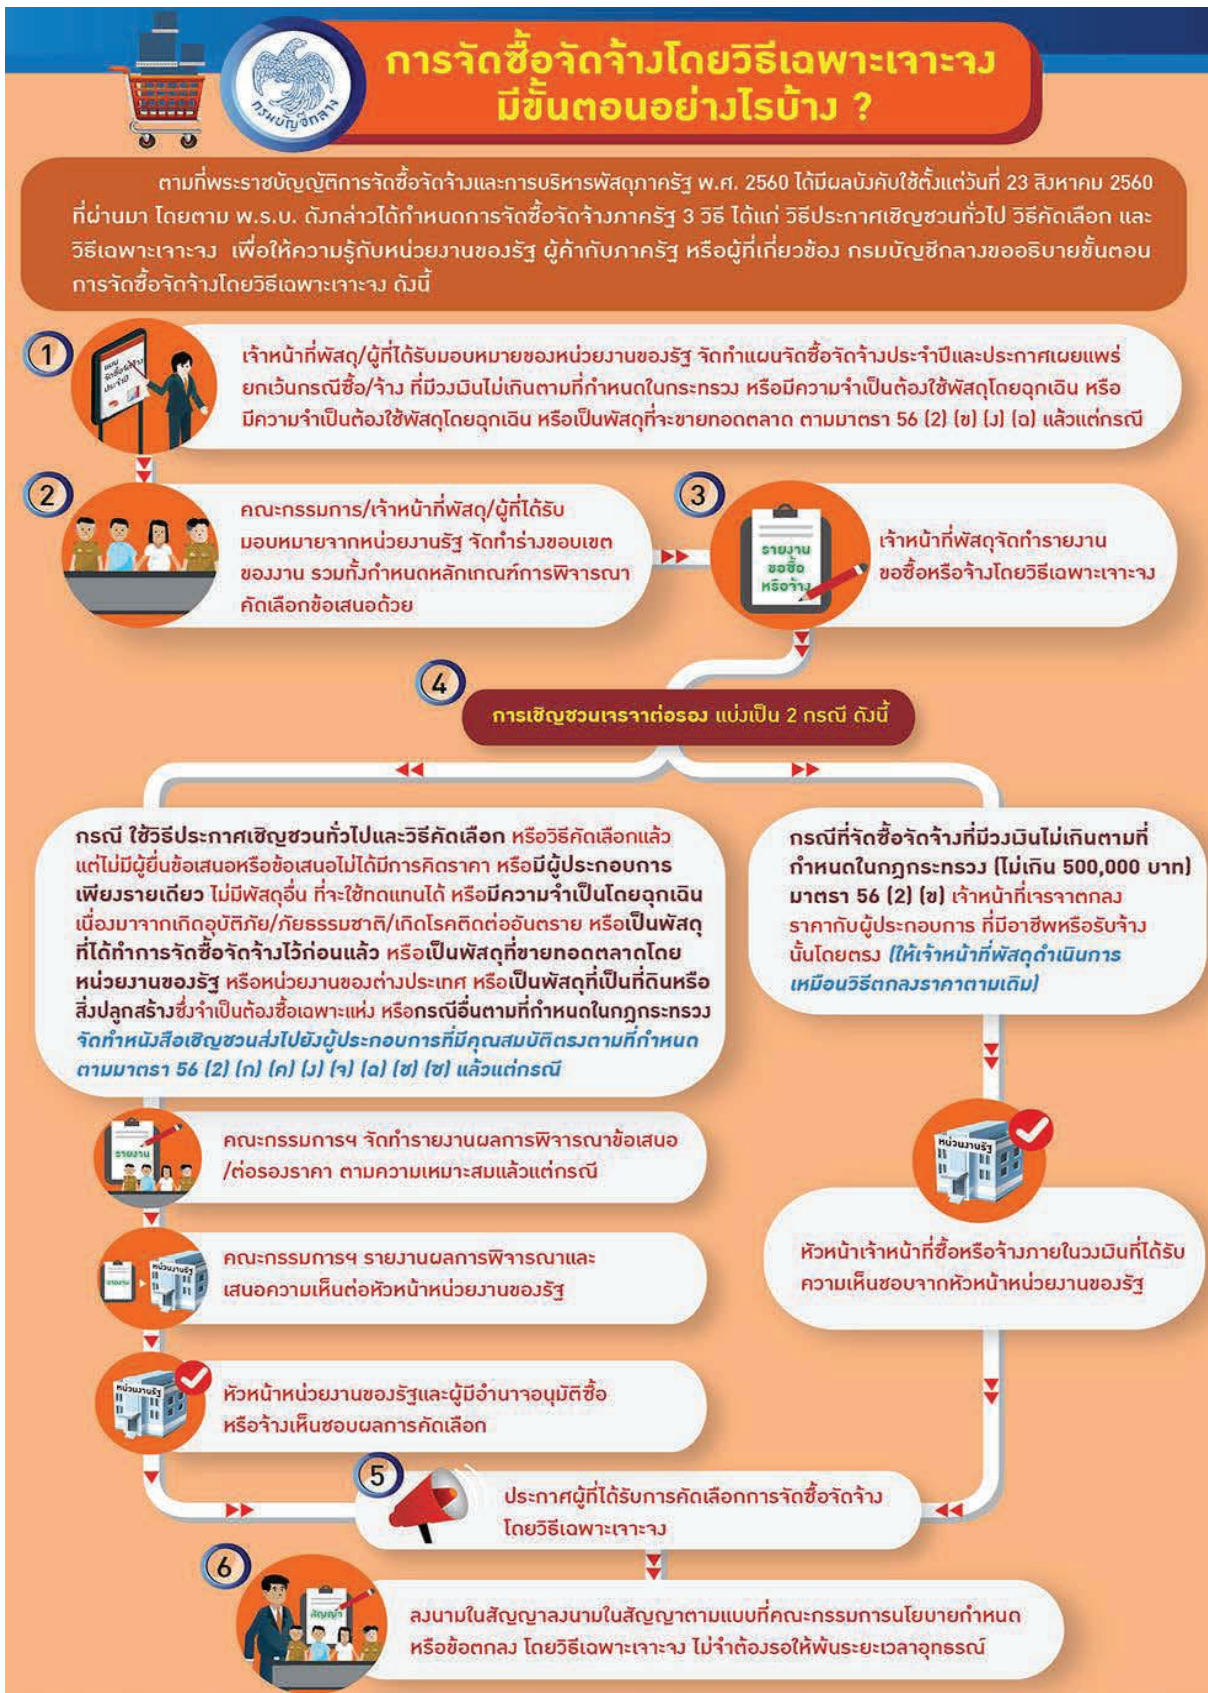 การจัดซื้อจัดจ้างโดยวิธีเฉพาะเจาะจง
มีขั้นตอนอย่างไรบ้าง ?
กรมบัญชีกลาง
ตามที่พระราชบัญญัติการจัดซื้อจัดจ้างและการบริหารพัสดุภาครัฐ พ.ศ. 2560 ได้มีผลบังคับใช้ตั้งแต่วันที่ 23 สิงหาคม 2560
ที่ผ่านมา โดยตาม พ.ร.บ. ดังกล่าวได้กำหนดการจัดซื้อจัดจ้างภาครัฐ 3 วิธี ได้แก่ วิธีประกาศเชิญชวนทั่วไป วิธีคัดเลือก และ
วิธีเฉพาะเจาะจง เพื่อให้ความรู้กับหน่วยงานของรัฐ ผู้ค้ากับภาครัฐ หรือผู้ที่เกี่ยวข้อง กรมบัญชีกลางขออธิบายขั้นตอน
การจัดซื้อจัดจ้างโดยวิธีเฉพาะเจาะจง ดังนี้
1
แผน
จัดซื้อจัดจ้าง
ประจำปี
เจ้าหน้าที่พัสดุ/ผู้ที่ได้รับมอบหมายของหน่วยงานของรัฐ จัดทำแผนจัดซื้อจัดจ้างประจำปีและประกาศเผยแพร่
ยกเว้นกรณีซื้อ/จ้าง ที่มีวงเงินไม่เกินตามที่กำหนดในกระทรวง หรือมีความจำเป็นต้องใช้พัสดุโดยฉุกเฉิน หรือ
มีความจำเป็นต้องใช้พัสดุโดยฉุกเฉิน หรือเป็นพัสดุที่จะขายทอดตลาด ตามมาตรา 56 (2) (ข) (ง) (ฉ) แล้วแต่กรณี
2
คณะกรรมการ/เจ้าหน้าที่พัสดุ/ผู้ที่ได้รับ
มอบหมายจากหน่วยงานรัฐ จัดทำร่างขอบเขต
ของงาน รวมทั้งกำหนดหลักเกณฑ์การพิจารณา
คัดเลือกข้อเสนอด้วย
3
รายงาน
ขอซื้อ
หรือจ้าง
เจ้าหน้าที่พัสดุจัดทำรายงาน
ขอซื้อหรือจ้างโดยวิธีเฉพาะเจาะจง
4
การเชิญชวนเจรจาต่อรอง แบ่งเป็น 2 กรณี ดังนี้
กรณี ใช้วิธีประกาศเชิญชวนทั่วไปและวิธีคัดเลือก หรือวิธีคัดเลือกแล้ว
แต่ไม่มีผู้ยื่นข้อเสนอหรือข้อเสนอไม่ได้มีการคิดราคา หรือมีผู้ประกอบการ
เพียงรายเดียว ไม่มีพัสดุอื่น ที่จะใช้ทดแทนได้ หรือมีความจำเป็นโดยฉุกเฉิน
เนื่องมาจากเกิดอุบัติภัย/ภัยธรรมชาติ/เกิดโรคติดต่ออันตราย หรือเป็นพัสดุ
ที่ได้ทำการจัดซื้อจัดจ้างไว้ก่อนแล้ว หรือเป็นพัสดุที่ขายทอดตลาดโดย
หน่วยงานของรัฐ หรือหน่วยงานของต่างประเทศ หรือเป็นพัสดุที่เป็นที่ดินหรือ
สิ่งปลูกสร้างซึ่งจำเป็นต้องซื้อเฉพาะแห่ง หรือกรณีอื่นตามที่กำหนดในกฎกระทรวง
จัดทำหนังสือเชิญชวนส่งไปยังผู้ประกอบการที่มีคุณสมบัติตรงตามที่กำหนด
ตามมาตรา 56 (2) (ก) (ค) (ง) (จ) (ฉ) (ช) (ซ) แล้วแต่กรณี
กรณีที่จัดซื้อจัดจ้างที่มีวงเงินไม่เกินตามที่
กำหนดในกฎกระทรวง (ไม่เกิน 500,000 บาท)
มาตรา 56 (2) (ข) เจ้าหน้าที่เจรจาตกลง
ราคากับผู้ประกอบการ ที่มีอาชีพหรือรับจ้าง
นั้นโดยตรง (ให้เจ้าหน้าที่พัสดุดำเนินการ
เหมือนวิธีตกลงราคาตามเดิม)
รายงาน
คณะกรรมการฯ จัดทำรายงานผลการพิจารณาข้อเสนอ
/ต่อรองราคา ตามความเหมาะสมแล้วแต่กรณี
รายงาน
หน่วยงานรัฐ
คณะกรรมการฯ รายงานผลการพิจารณาและ
เสนอความเห็นต่อหัวหน้าหน่วยงานของรัฐ
หน่วยงานรัฐ
หัวหน้าหน่วยงานของรัฐและผู้มีอำนาจอนุมัติซื้อ
หรือจ้างเห็นชอบผลการคัดเลือก
หน่วยงานรัฐ
หัวหน้าเจ้าหน้าที่ซื้อหรือจ้างภายในวงเงินที่ได้รับ
ความเห็นชอบจากหัวหน้าหน่วยงานของรัฐ
5
ประกาศผู้ที่ได้รับการคัดเลือกการจัดซื้อจัดจ้าง
โดยวิธีเฉพาะเจาะจง
6
สัญญา
ลงนามในสัญญาลงนามในสัญญาตามแบบที่คณะกรรมการนโยบายกำหนด
หรือข้อตกลง โดยวิธีเฉพาะเจาะจง ไม่จำต้องรอให้พ้นระยะเวลาอุทธรณ์